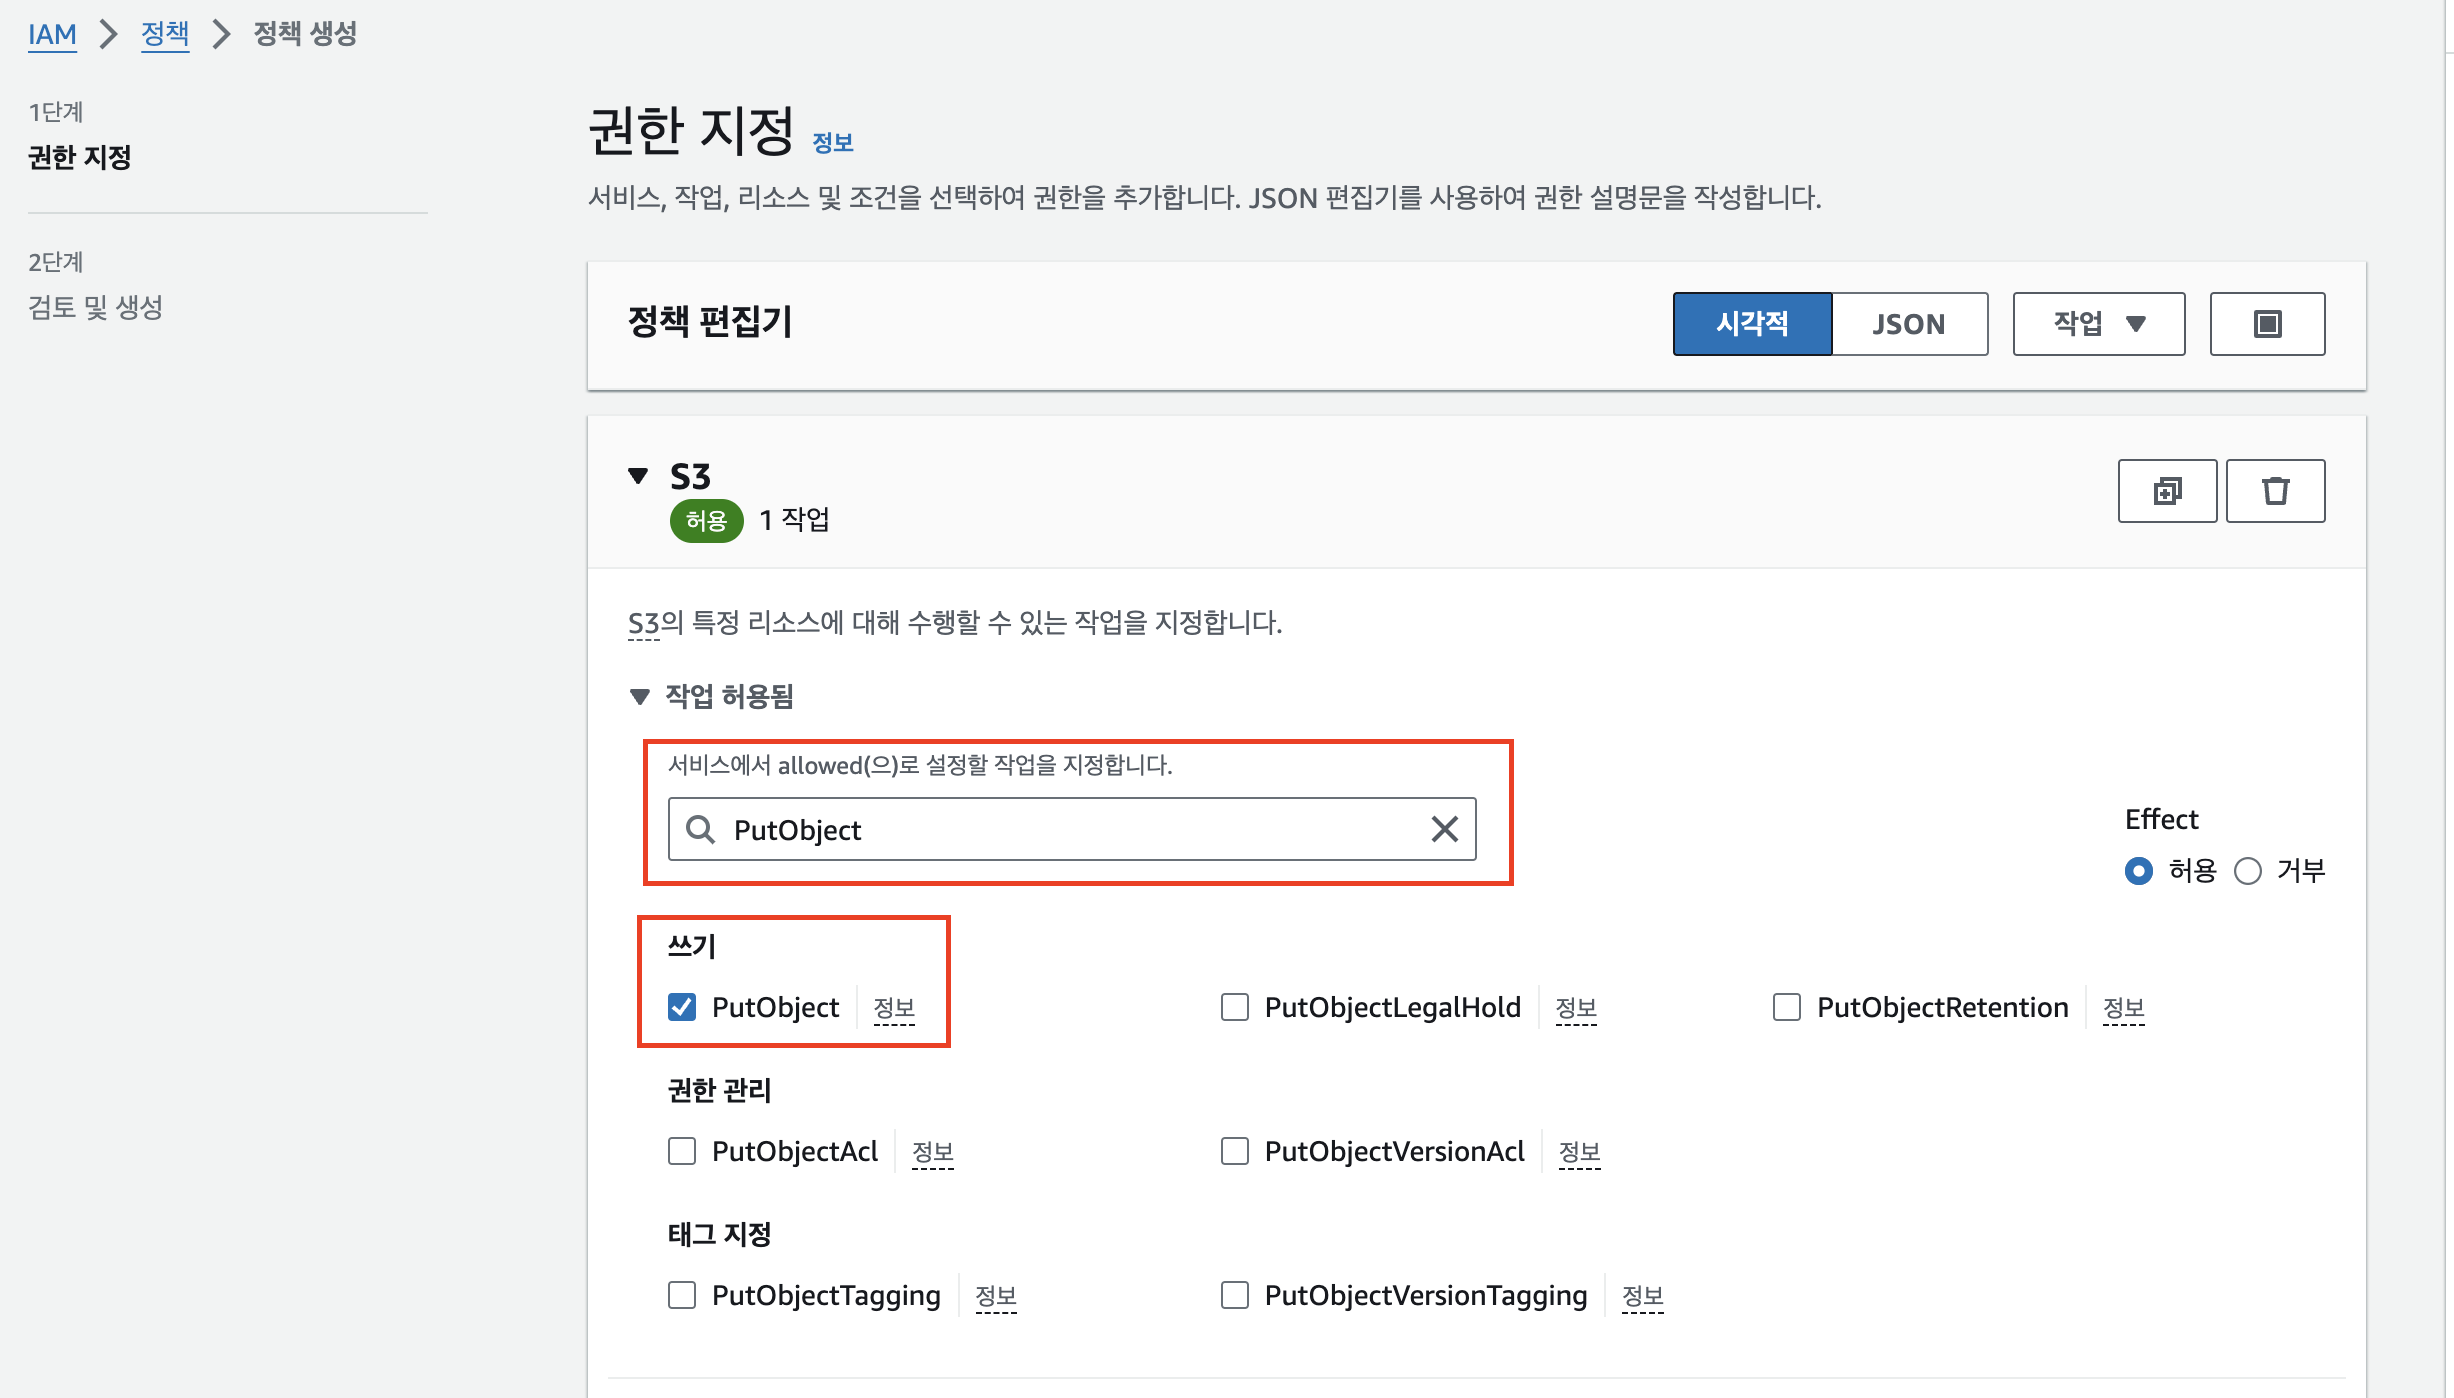 IAM > 정책 > 정책 생성
1단계
권한 지정
2단계
검토 및 생성
권한 지정 정보
서비스, 작업, 리소스 및 조건을 선택하여 권한을 추가합니다. JSON 편집기를 사용하여 권한 설명문을 작성합니다.
정책 편집기 시각적 JSON 작업
S3
허용 1 작업
S3의 특정 리소스에 대해 수행할 수 있는 작업을 지정합니다.
작업 허용됨
서비스에서 allowed(으)로 설정할 작업을 지정합니다.
PutObject
Effect
허용 거부
쓰기
PutObject 정보 PutObjectLegalHold 정보 PutObjectRetention 정보
권한 관리
PutObjectAcl 정보 PutObjectVersionAcl 정보
태그 지정
PutObjectTagging 정보 PutObjectVersionTagging 정보